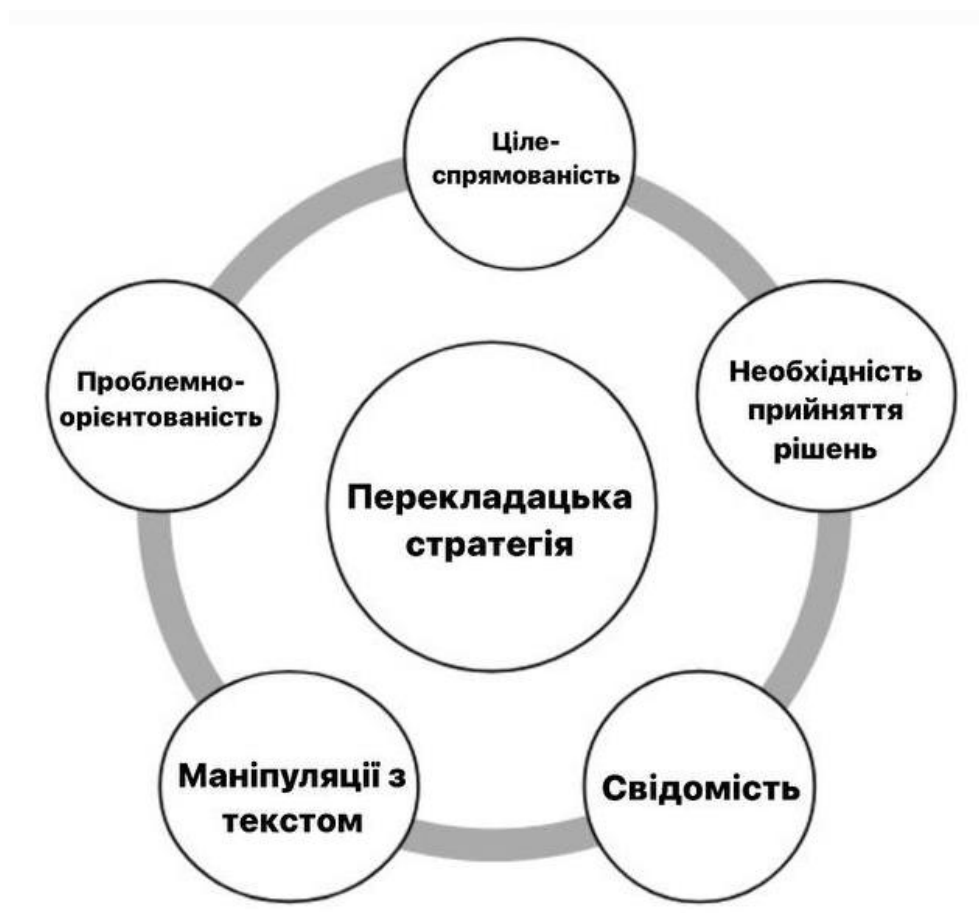 Ціле-
спрямованість
Необхідність
прийняття
рішень
Свідомість
Маніпуляції з
текстом
Проблемно-
орієнтованість
Перекладацька
стратегія